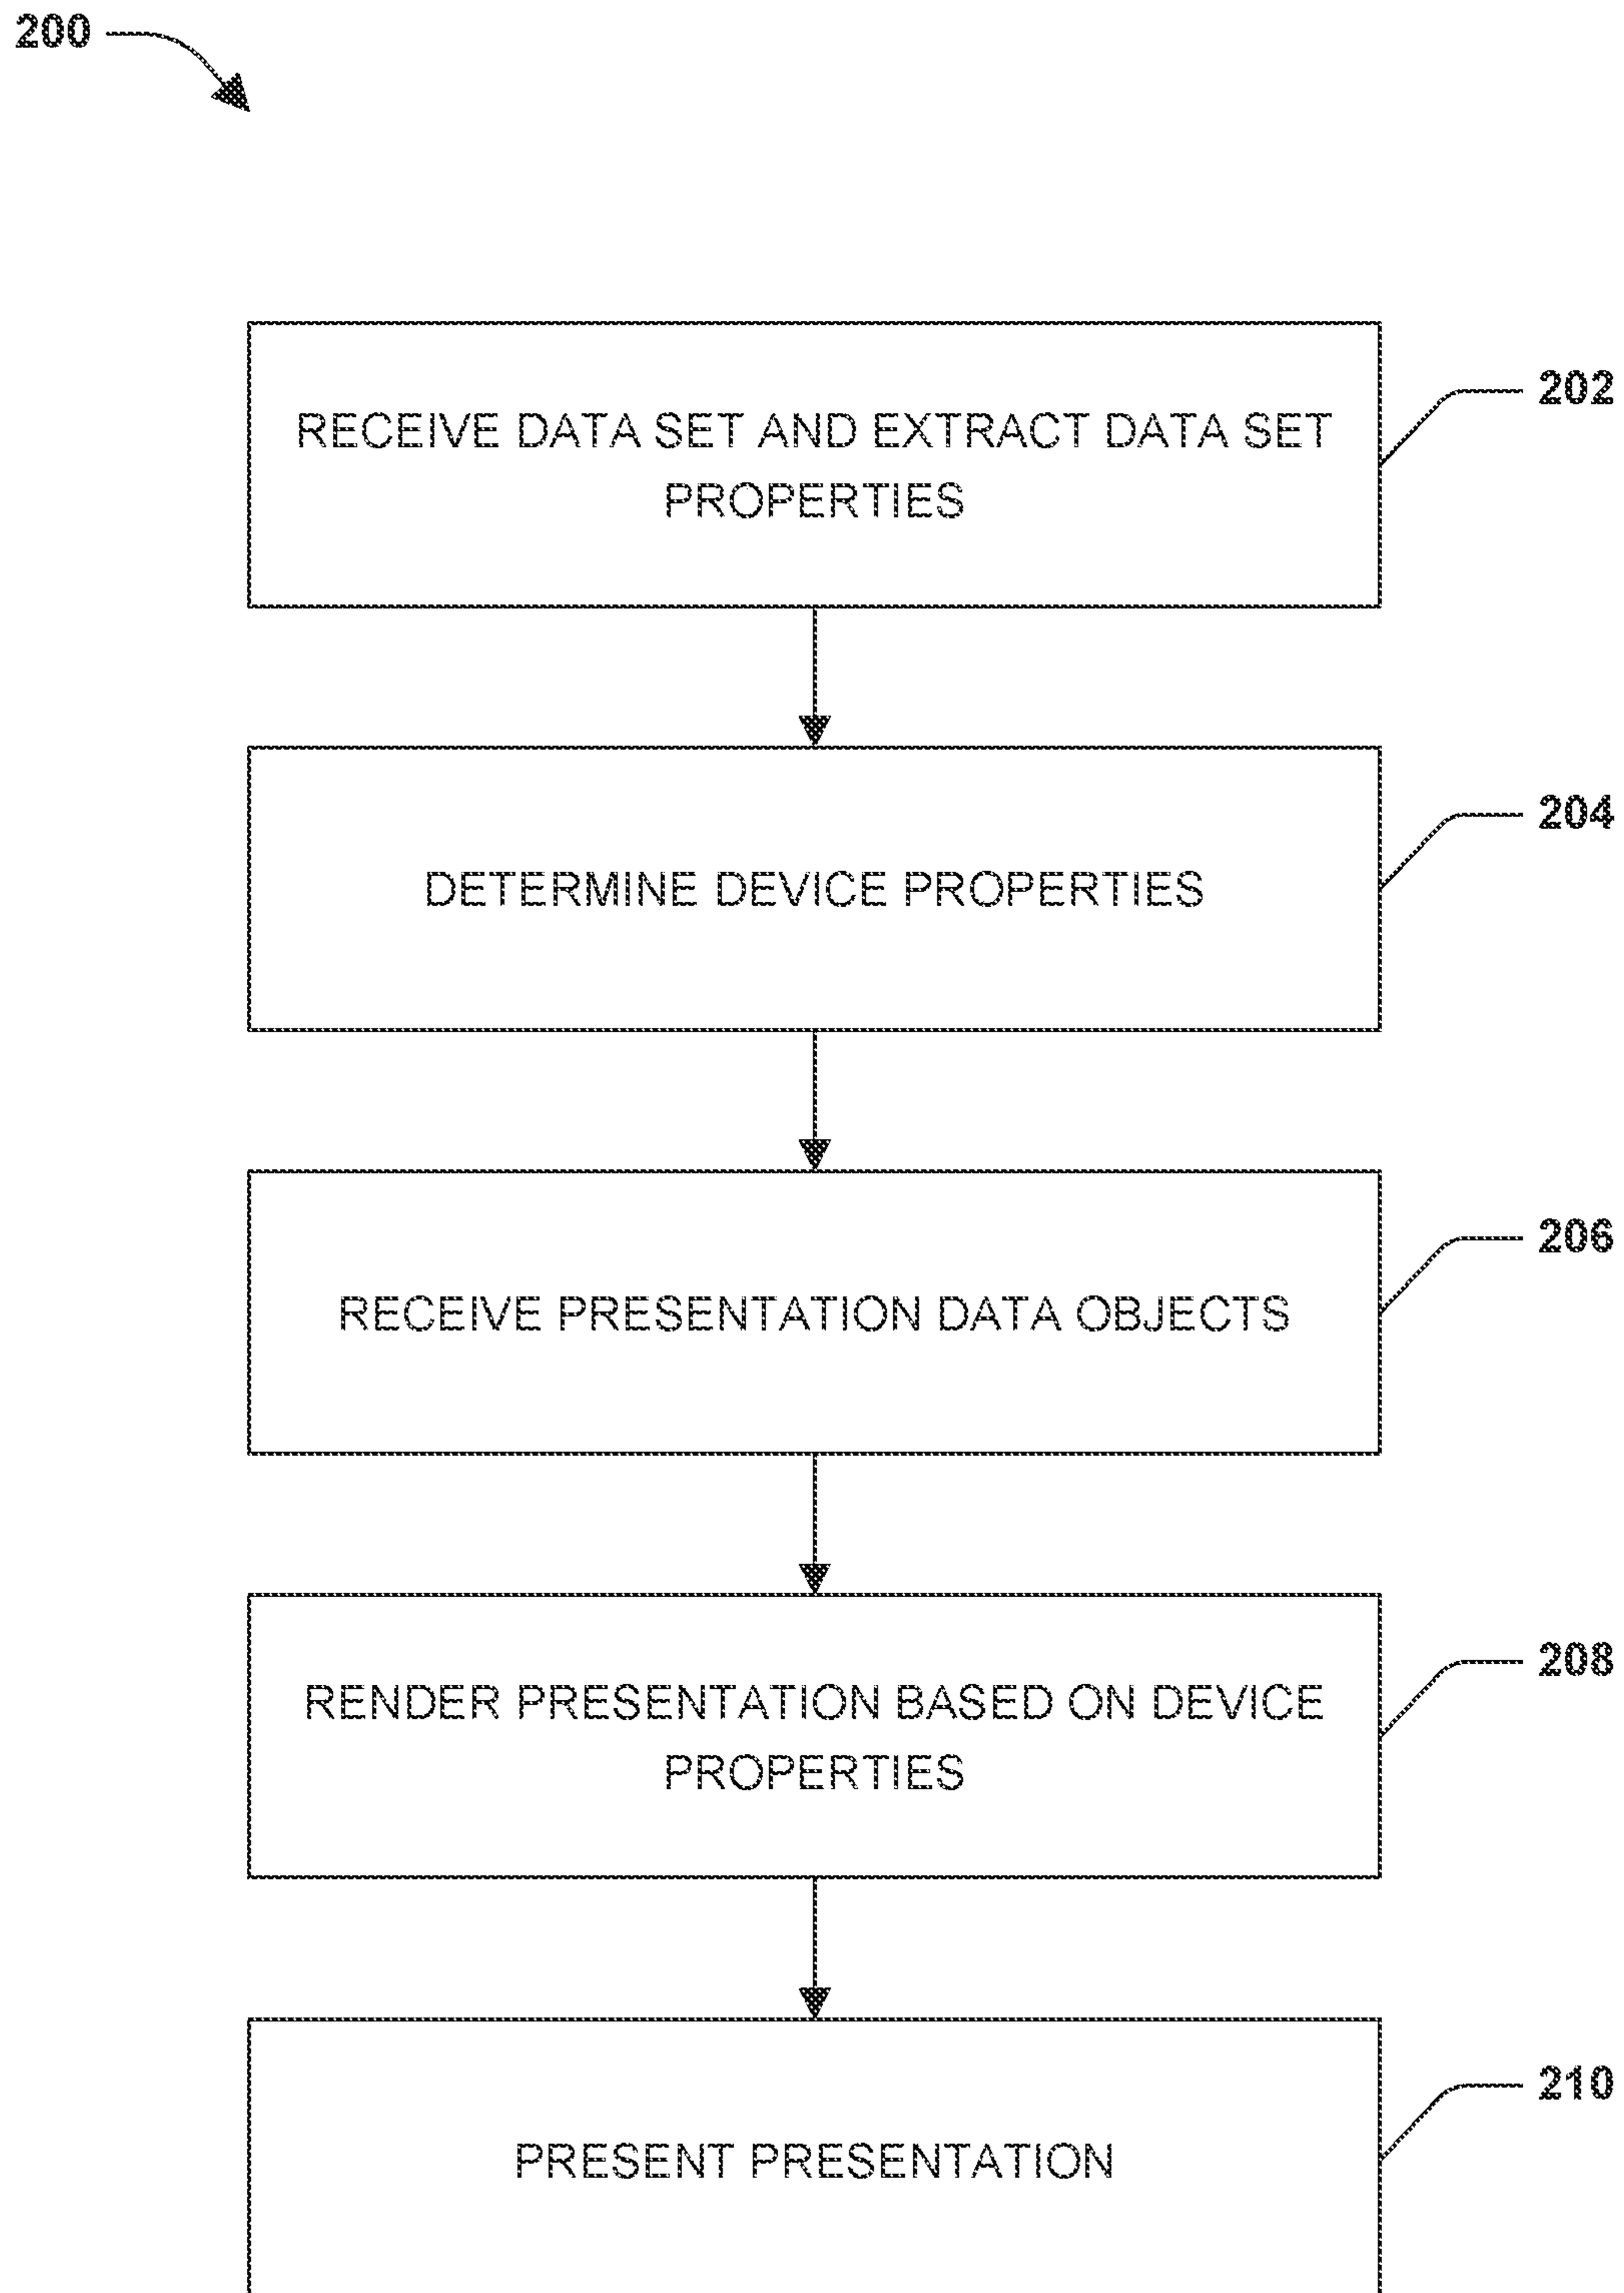 200
RECEIVE DATA SET AND EXTRACT DATA SET
PROPERTIES
202
DETERMINE DEVICE PROPERTIES
204
RECEIVE PRESENTATION DATA OBJECTS
206
RENDER PRESENTATION BASED ON DEVICE
PROPERTIES
208
PRESENT PRESENTATION
210